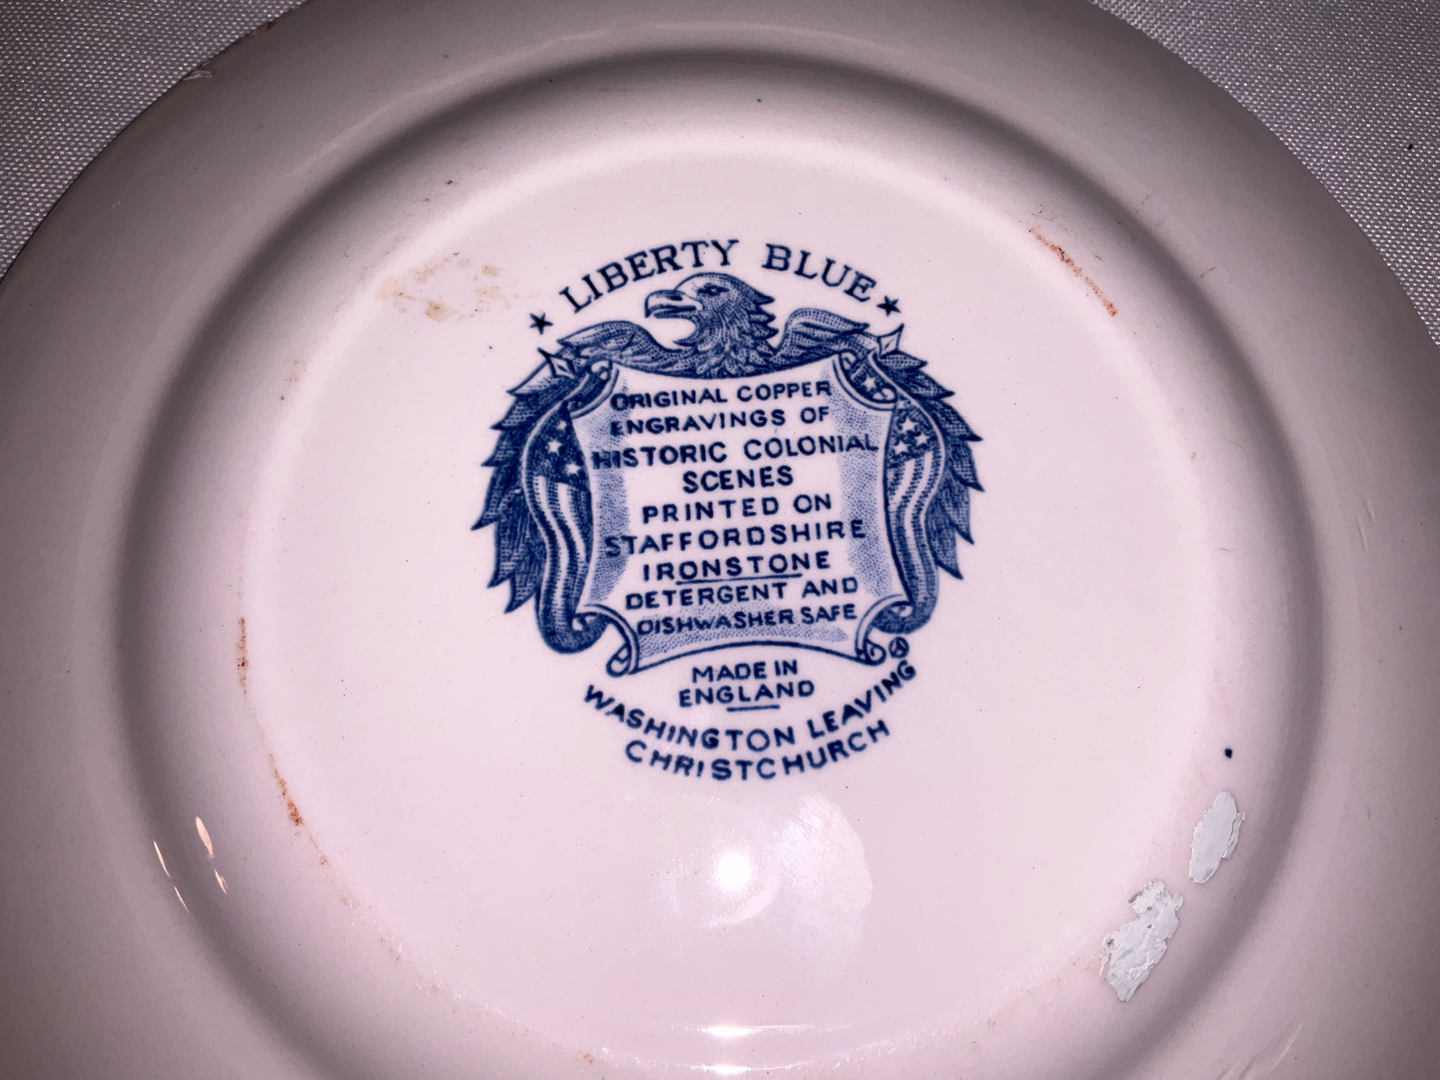 LIBERTY BLUE
ORIGINAL COPPER
ENGRAVINGS OF
HISTORIC COLONIAL
SCENES
PRINTED ON
STAFFORDSHIRE
IRONSTONE
DETERGENT AND
DISHWASHER SAFE
MADE IN
ENGLAND
WASHINGTON LEAVING
CHRISTCHURCH